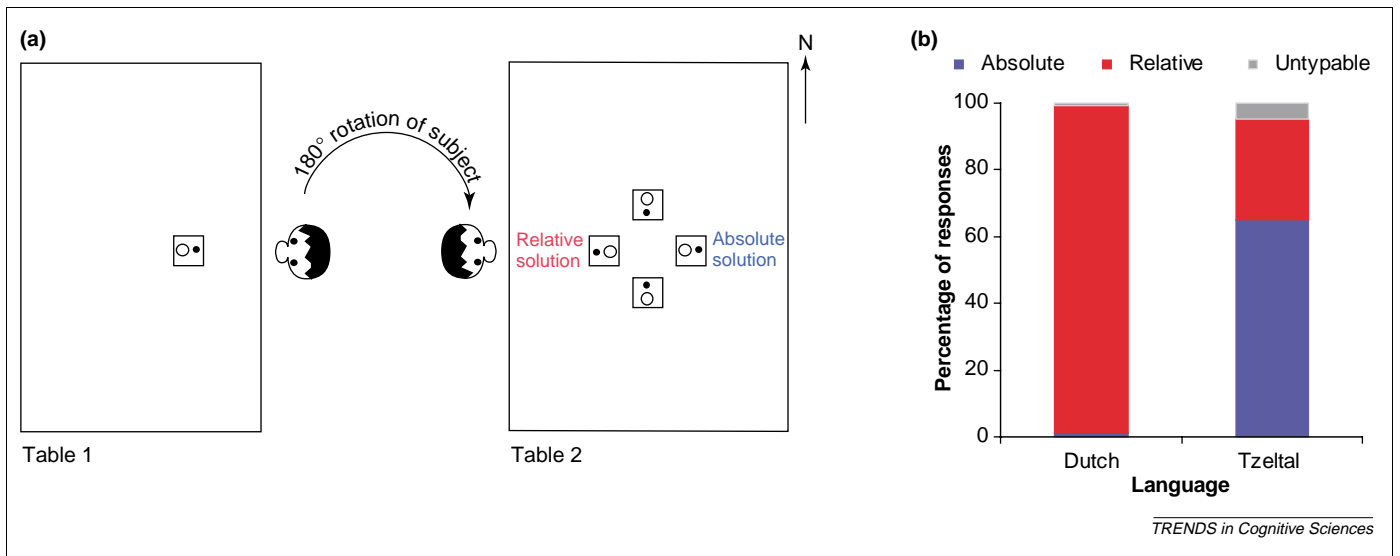 (a)
N
180° rotation of subject
Relative
solution
Absolute
solution
Table 1
Table 2
(b)
Absolute
Relative
Untypable
Percentage of responses
100
80
60
40
20
0
Dutch
Tzeltal
Language
TRENDS in Cognitive Sciences